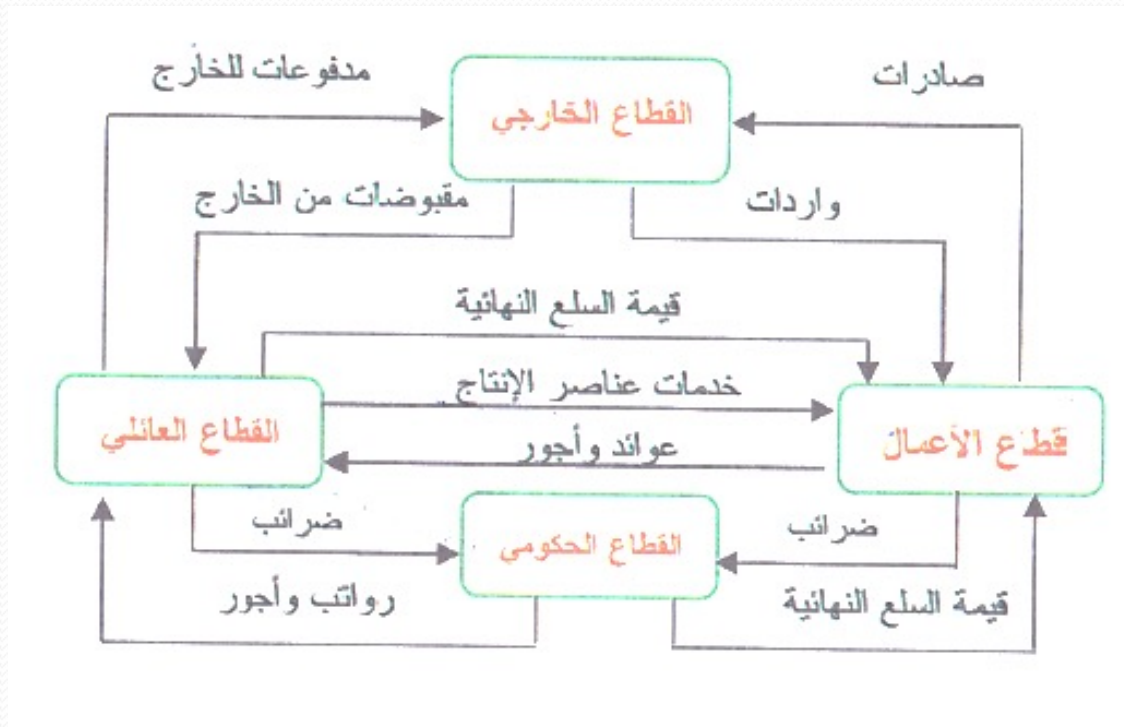 مدفوعات للخارج
صادرات
القطاع الخارجي
مقبوضات من الخارج
واردات
قيمة السلع النهائية
خدمات عناصر الإنتاج
القطاع العائلي
قطاع الأعمال
عوائد وأجور
ضرائب
ضرائب
القطاع الحكومي
رواتب وأجور
قيمة السلع النهائية